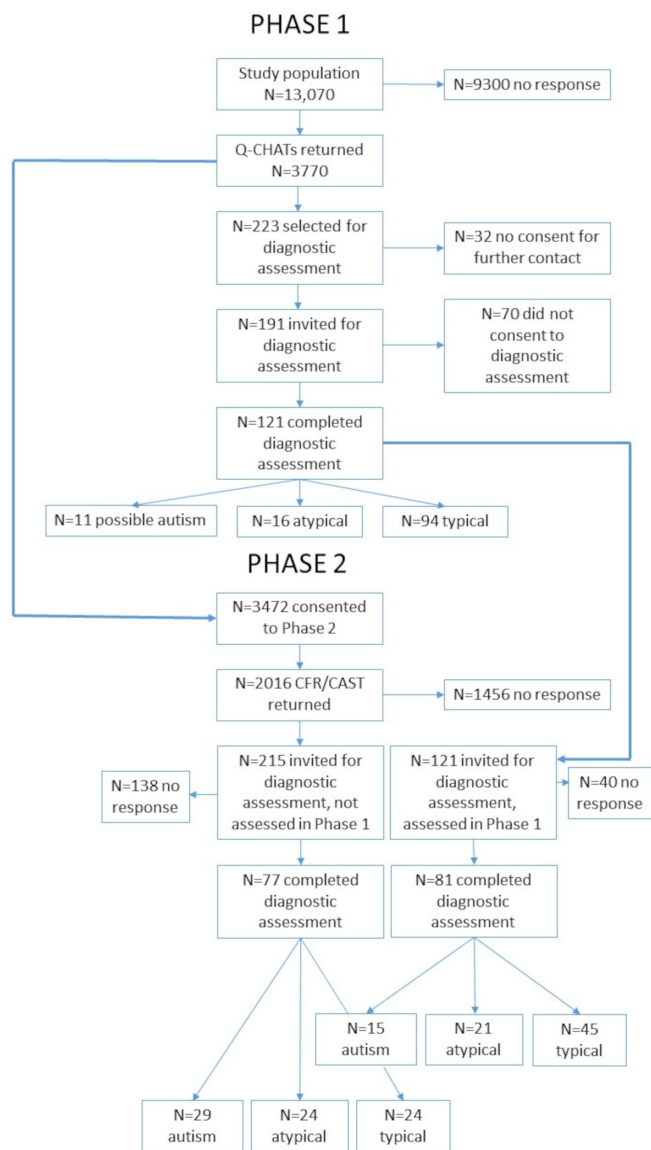 PHASE 1
Study population
N=13,070
N=9300 no response
Q-CHATs returned
N=3770
N=223 selected for
diagnostic
assessment
N=32 no consent for
further contact
N=191 invited for
diagnostic
assessment
N=70 did not
consent to
diagnostic
assessment
N=121 completed
diagnostic
assessment
N=11 possible autism
N=16 atypical
N=94 typical
PHASE 2
N=3472 consented
to Phase 2
N=2016 CFR/CAST
returned
N=1456 no response
N=138 no
response
N=215 invited for
diagnostic
assessment, not
assessed in Phase 1
N=121 invited for
diagnostic
assessment,
assessed in Phase 1
N=40 no
response
N=77 completed
diagnostic
assessment
N=81 completed
diagnostic
assessment
N=15
autism
N=21
atypical
N=45
typical
N=29
autism
N=24
atypical
N=24
typical